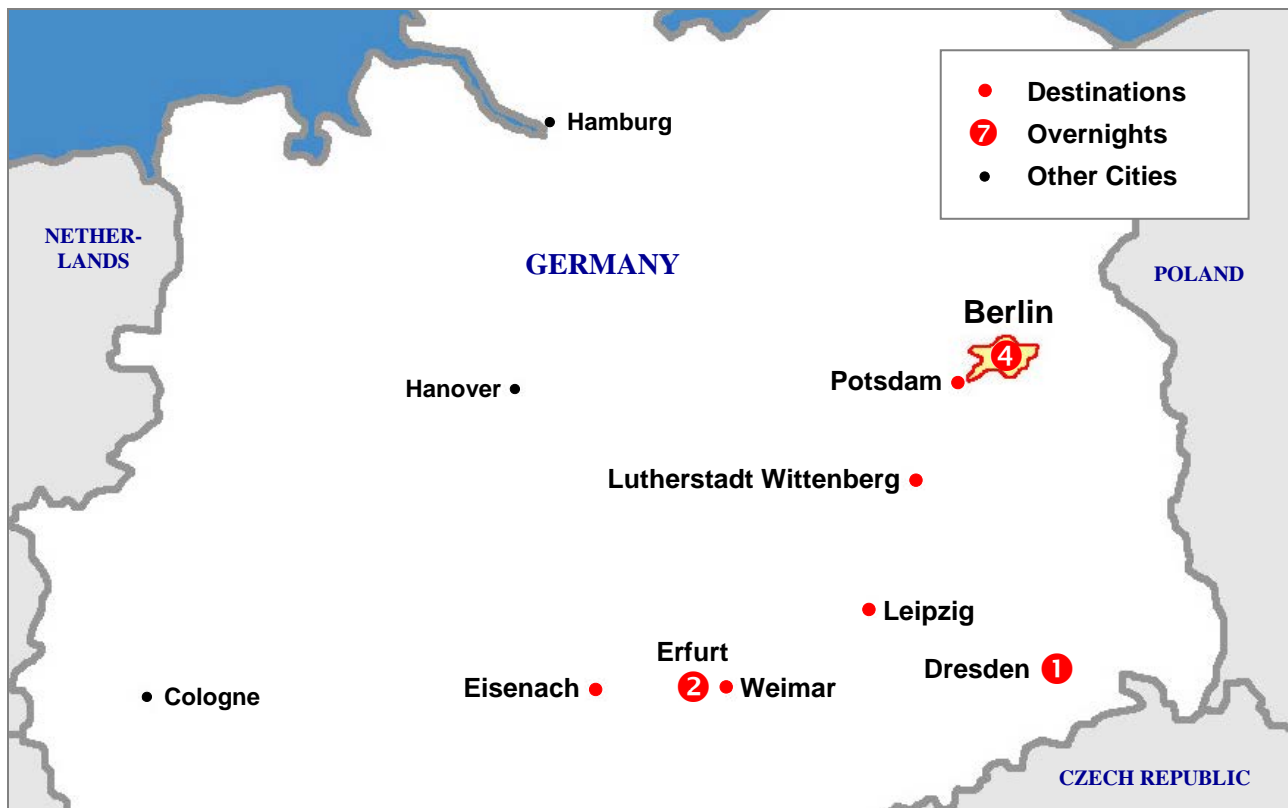 Destinations
7 Overnights
Other Cities
Hamburg
NETHER-
LANDS
GERMANY
POLAND
Berlin
4
Potsdam
Hanover
Lutherstadt Wittenberg
Leipzig
Erfurt
Dresden 1
Eisenach
2 Weimar
Cologne
CZECH REPUBLIC